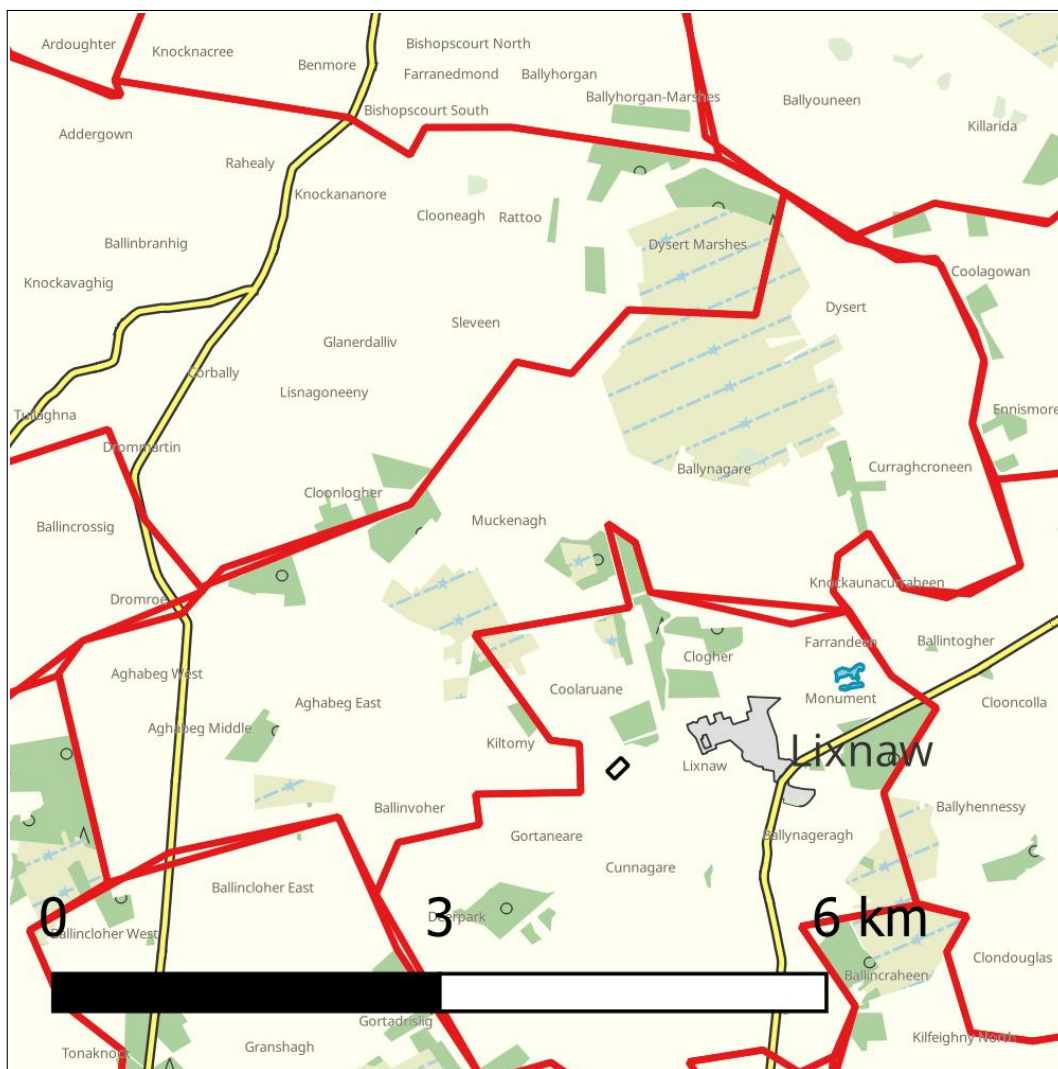 Ardoughter
Knocknacree
Benmore
Bishopscourt North
Farranedmond
Ballyhorgan
Ballyhorgan-Marshes
Ballyouneen
Bishopscourt South
Killarida
Addergown
Rahealy
Knockananore
Clooneagh
Rattoo
Ballinbranhig
Dysert Marshes
Knockavaghig
Coolagowan
Dysert
Sleveen
Glanerdalliv
Corbally
Lisnagoneeny
Tullaghna
Ennismore
Drommartin
Ballynagare
Curraghcroneen
Cloonlogher
Muckenagh
Ballincrossig
Knockaunacurraheen
Dromroe
Farrandeen
Ballintogher
Clogher
Aghabeg West
Coolaruane
Monument
Clooncolla
Aghabeg East
Aghabeg Middle
Kiltomy
Lixnaw
Lixnaw
Ballinvoher
Ballyhennessy
Gortaneare
Ballynageragh
Cunnagare
Ballincloher East
0
3
6 km
Deerpark
Ballincloher West
Clondouglas
Ballincraheen
Gortadrislig
Kilfeighny North
Granshagh
Tonaknock